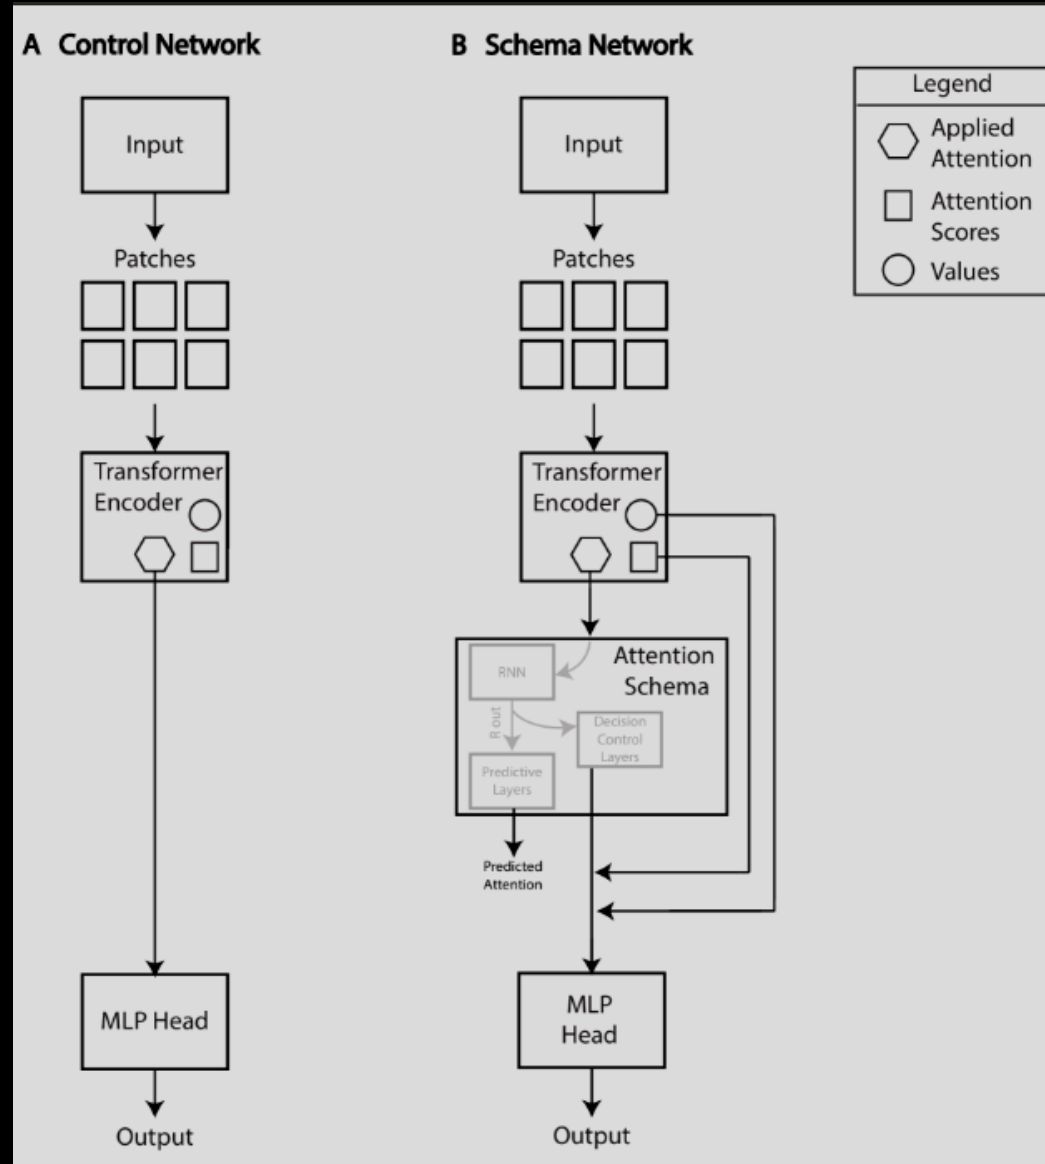 A Control Network
Input
Patches
Transformer
Encoder
MLP Head
Output
B Schema Network
Input
Patches
Transformer
Encoder
Attention
Schema
RNN
R out
Decision
Control
Layers
Predictive
Layers
Predicted
Attention
MLP
Head
Output
Legend
Applied
Attention
Attention
Scores
Values